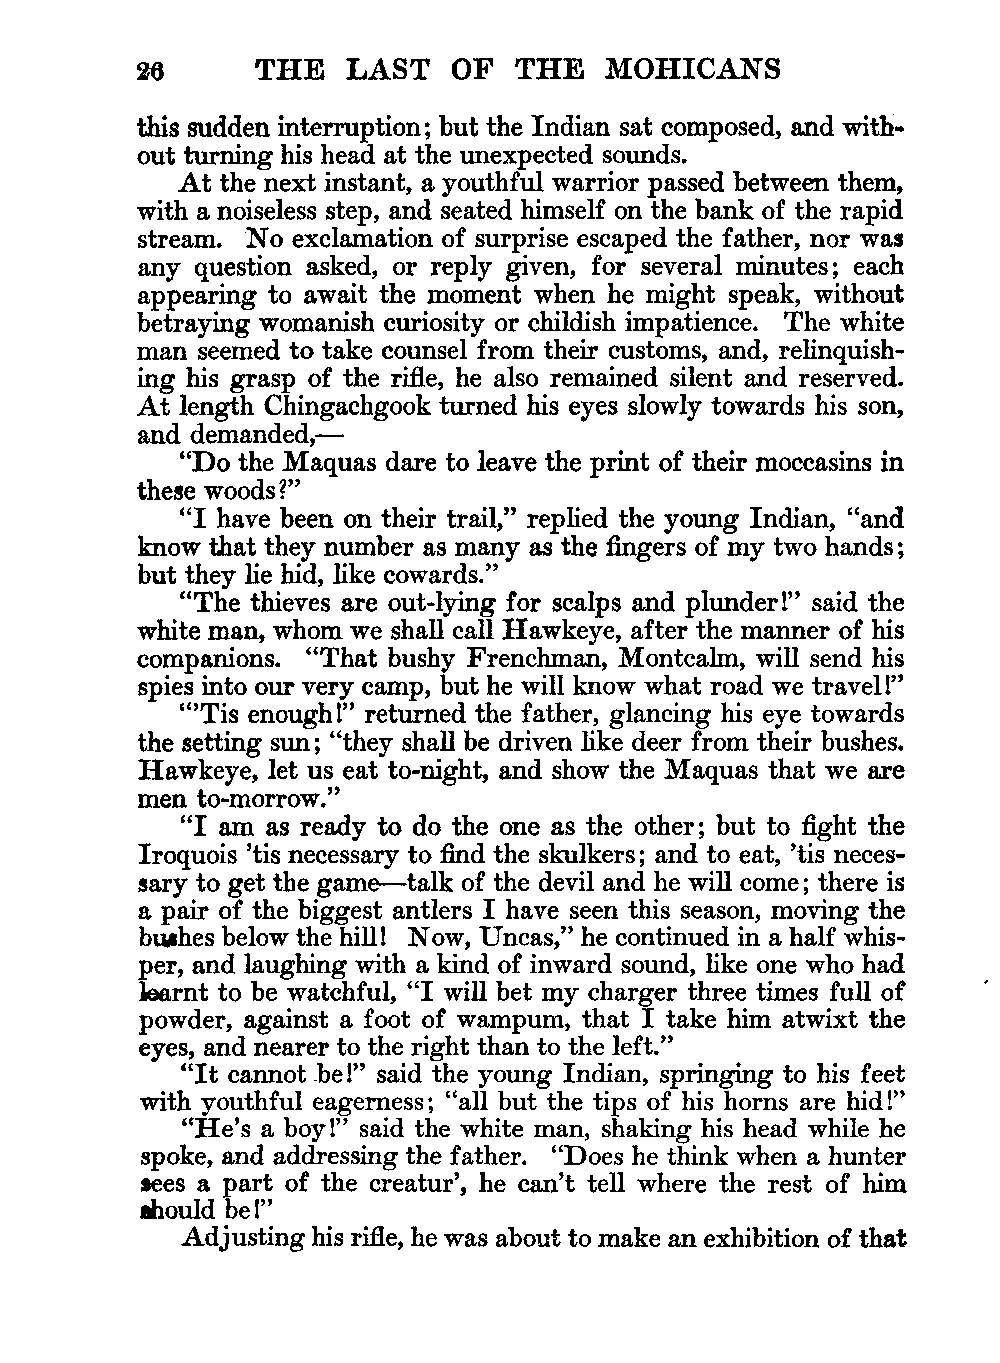 26 THE LAST OF THE MOHICANS
this sudden interruption; but the Indian sat composed, and with-
out turning his head at the unexpected sounds.
At the next instant, a youthful warrior passed between them,
with a noiseless step, and seated himself on the bank of the rapid
stream. No exclamation of surprise escaped the father, nor was
any question asked, or reply given, for several minutes; each
appearing to await the moment when he might speak, without
betraying womanish curiosity or childish impatience. The white
man seemed to take counsel from their customs, and, relinquish-
ing his grasp of the rifle, he also remained silent and reserved.
At length Chingachgook turned his eyes slowly towards his son,
and demanded,—
“Do the Maquas dare to leave the print of their moccasins in
these woods?”
“I have been on their trail,” replied the young Indian, “and
know that they number as many as the fingers of my two hands;
but they lie hid, like cowards.”
“The thieves are out-lying for scalps and plunder!” said the
white man, whom we shall call Hawkeye, after the manner of his
companions. “That bushy Frenchman, Montcalm, will send his
spies into our very camp, but he will know what road we travel!”
“’Tis enough!” returned the father, glancing his eye towards
the setting sun; “they shall be driven like deer from their bushes.
Hawkeye, let us eat to-night, and show the Maquas that we are
men to-morrow.”
“I am as ready to do the one as the other; but to fight the
Iroquois ’tis necessary to find the skulkers; and to eat, ’tis neces-
sary to get the game—talk of the devil and he will come; there is
a pair of the biggest antlers I have seen this season, moving the
bushes below the hill! Now, Uncas,” he continued in a half whis-
per, and laughing with a kind of inward sound, like one who had
learnt to be watchful, “I will bet my charger three times full of
powder, against a foot of wampum, that I take him atwixt the
eyes, and nearer to the right than to the left.”
“It cannot be!” said the young Indian, springing to his feet
with youthful eagerness; “all but the tips of his horns are hid!”
“He’s a boy!” said the white man, shaking his head while he
spoke, and addressing the father. “Does he think when a hunter
sees a part of the creatur’, he can’t tell where the rest of him
should be!”
Adjusting his rifle, he was about to make an exhibition of that